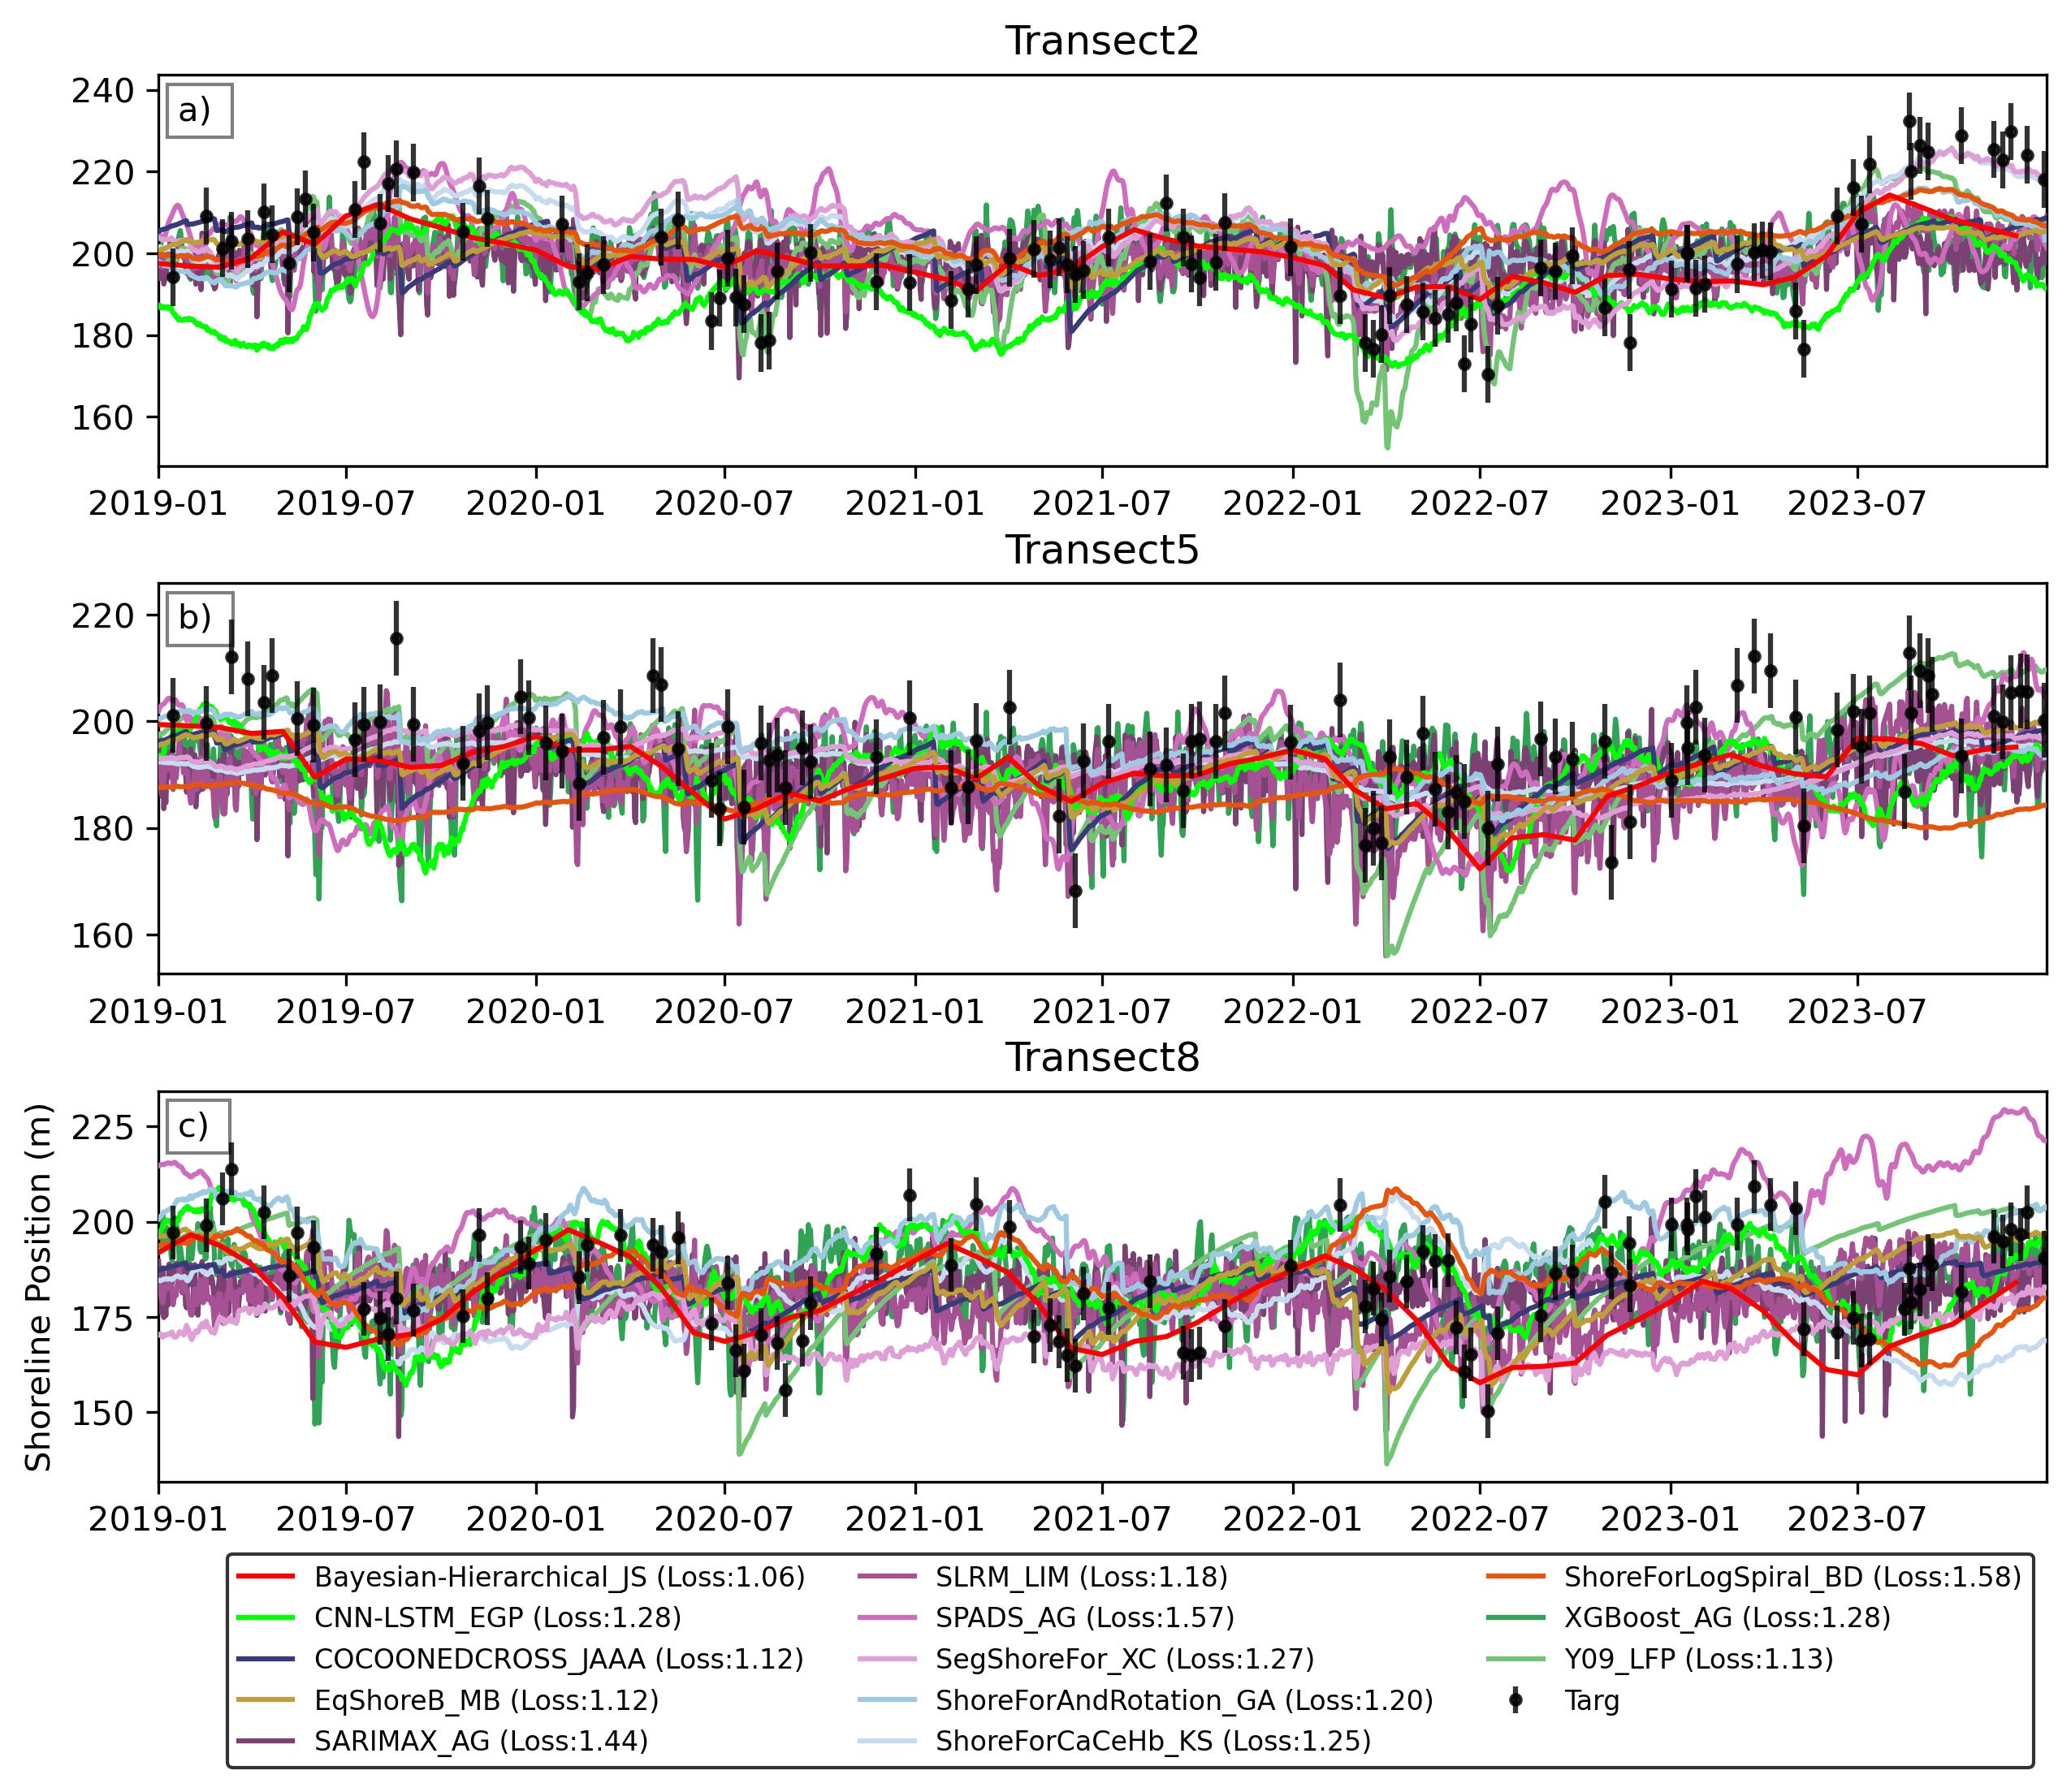 Transect2
a)
240
220
200
180
160
2019-01 2019-07 2020-01 2020-07 2021-01 2021-07 2022-01 2022-07 2023-01 2023-07
Transect5
b)
220
200
180
160
2019-01 2019-07 2020-01 2020-07 2021-01 2021-07 2022-01 2022-07 2023-01 2023-07
Transect8
c)
Shoreline Position (m)
225
200
175
150
2019-01 2019-07 2020-01 2020-07 2021-01 2021-07 2022-01 2022-07 2023-01 2023-07
Bayesian-Hierarchical_JS (Loss:1.06)
CNN-LSTM_EGP (Loss:1.28)
COCOONEDCROSS_JAAA (Loss:1.12)
EqShoreB_MB (Loss:1.12)
SARIMAX_AG (Loss:1.44)
SLRM_LIM (Loss:1.18)
SPADS_AG (Loss:1.57)
SegShoreFor_XC (Loss:1.27)
ShoreForAndRotation_GA (Loss:1.20)
ShoreForCaCeHb_KS (Loss:1.25)
ShoreForLogSpiral_BD (Loss:1.58)
XGBoost_AG (Loss:1.28)
Y09_LFP (Loss:1.13)
Targ